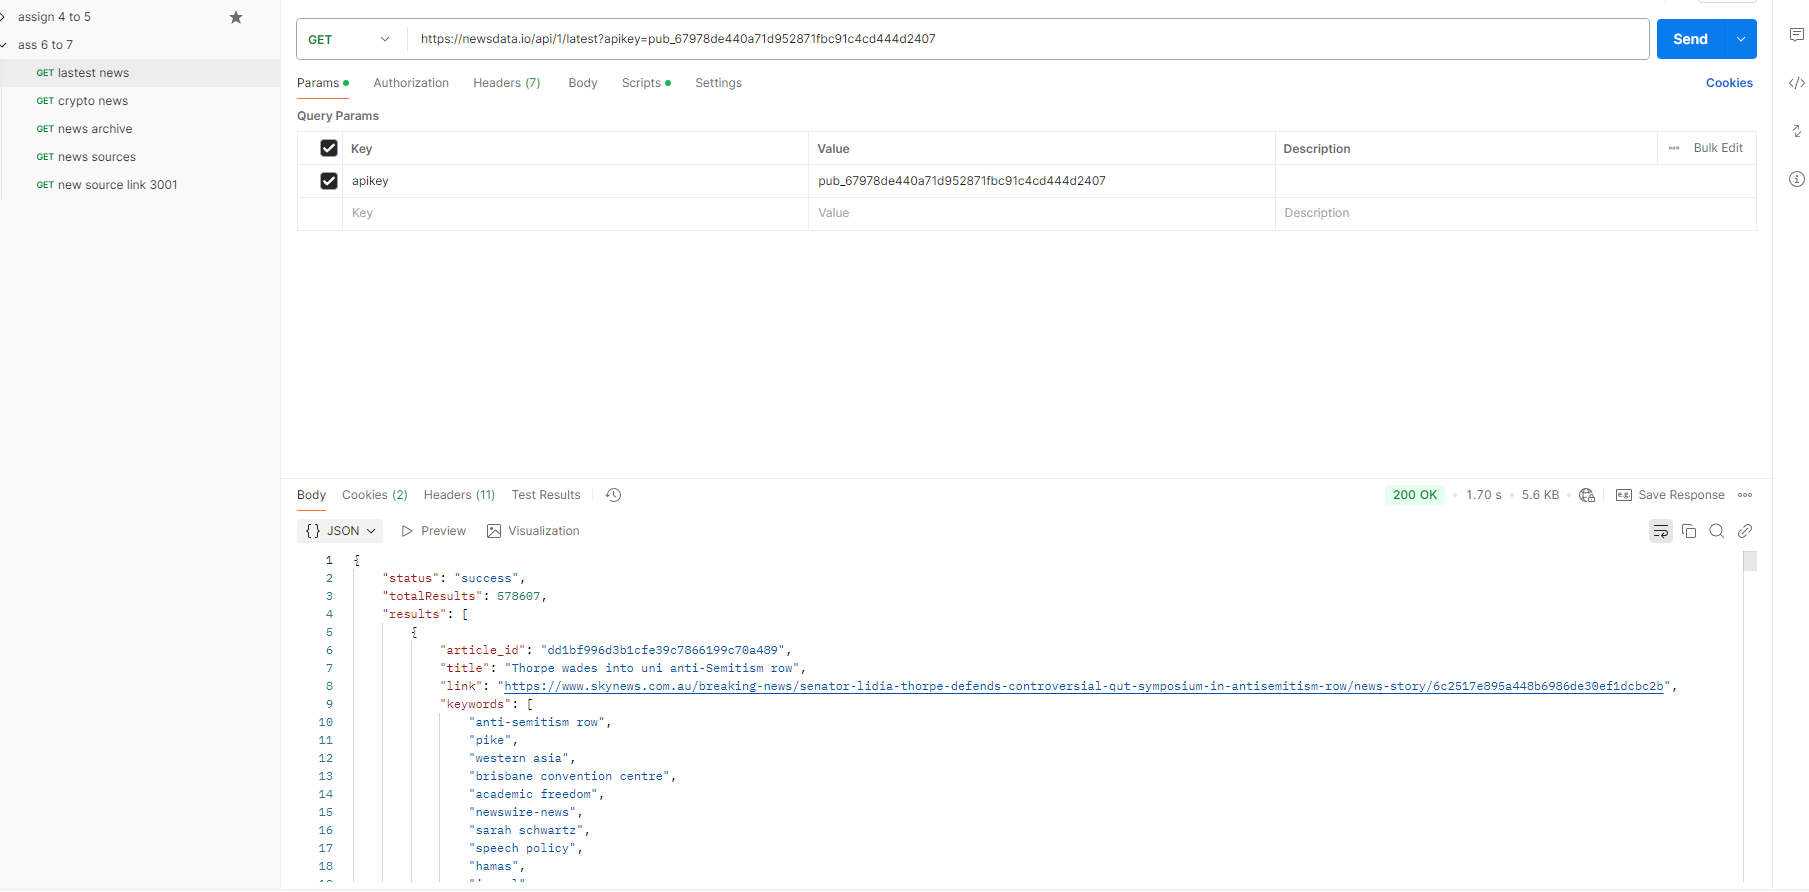 assign 4 to 5
ass 6 to 7
GET lastest news
GET crypto news
GET news archive
GET news sources
GET new source link 3001
GET https://newsdata.io/api/1/latest?apikey=pub_67978de440a71d952871fbc91c4cd444d2407 Send
Params Authorization Headers (7) Body Scripts Settings Cookies
Query Params
Key Value Description Bulk Edit
apikey pub_67978de440a71d952871fbc91c4cd444d2407
Key Value Description
Body Cookies (2) Headers (11) Test Results 200 OK 1.70 s 5.6 KB e.g. Save Response
{} JSON Preview Visualization
1 {
2 "status": "success",
3 "totalResults": 578607,
4 "results": [
5 {
6 "article_id": "dd1bf996d3b1cfe39c7866199c70a489",
7 "title": "Thorpe wades into uni anti-Semitism row",
8 "link": "https://www.skynews.com.au/breaking-news/senator-lidia-thorpe-defends-controversial-qut-symposium-in-antisemitism-row/news-story/6c2517e895a448b6986de30ef1dcbc2b",
9 "keywords": [
10 "anti-semitism row",
11 "pike",
12 "western asia",
13 "brisbane convention centre",
14 "academic freedom",
15 "newswire-news",
16 "sarah schwartz",
17 "speech policy",
18 "hamas",